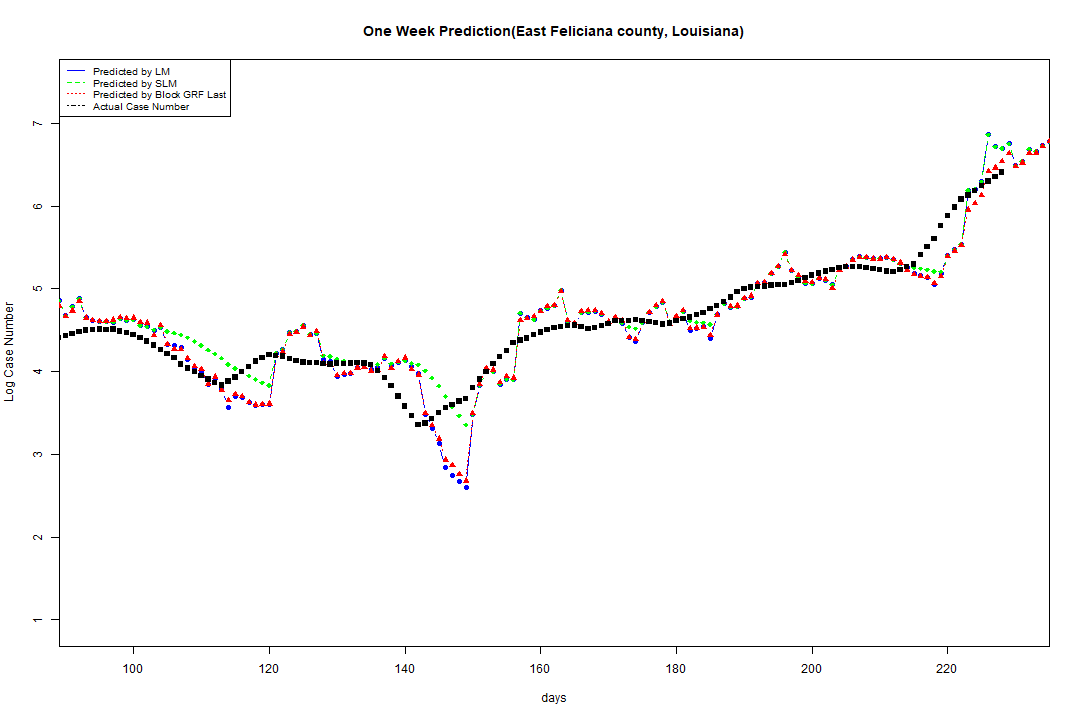 One Week Prediction(East Feliciana county, Louisiana)
Predicted by LM
Predicted by SLM
Predicted by Block GRF Last
Actual Case Number
Log Case Number
7
6
5
4
3
2
1
100 120 140 160 180 200 220
days